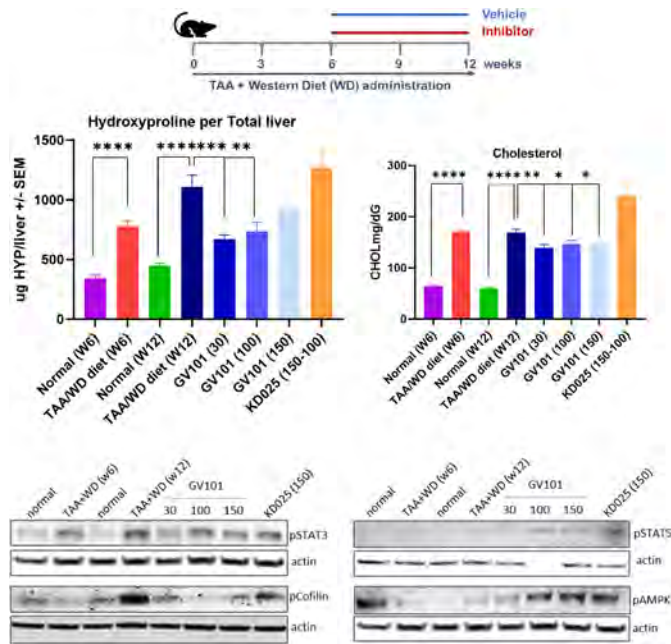 Vehicle
Inhibitor
0 3 6 9 12 weeks
TAA + Western Diet (WD) administration
Hydroxyproline per Total liver
**** **** *** **
1500
1000
500
0
ug HYP/liver +/- SEM
Normal (W6)
TAA/WD diet (W6)
Normal (W12)
TAA/WD diet (W12)
GV101 (30)
GV101 (100)
GV101 (150)
KD025 (150-100)
Cholesterol
**** **** ** * *
300
200
100
0
CHOLmg/dG
Normal (W6)
TAA/WD diet (W6)
Normal (W12)
TAA/WD diet (W12)
GV101 (30)
GV101 (100)
GV101 (150)
KD025 (150-100)
normal
TAA+WD (w6)
normal
TAA+WD (w12)
GV101
30 100 150
KD025 (150)
pSTAT3
actin
pCofilin
actin
normal
TAA+WD (w6)
normal
TAA+WD (w12)
GV101
30 100 150
KD025 (150)
pSTAT5
actin
pAMPK
actin